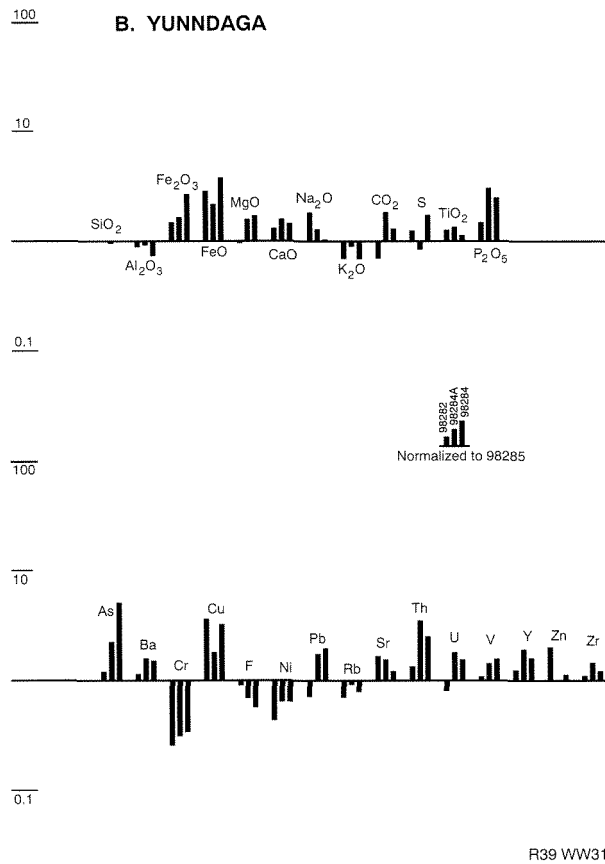 100
B. YUNNDAGA
10
Fe₂O₃
SiO₂
MgO
Na₂O
CO₂
S
TiO₂
Al₂O₃
FeO
CaO
K₂O
P₂O₅
0.1
98282
98284A
98284
Normalized to 98285
100
10
As
Ba
Cr
Cu
F
Ni
Pb
Rb
Sr
Th
U
V
Y
Zn
Zr
0.1
R39 WW31